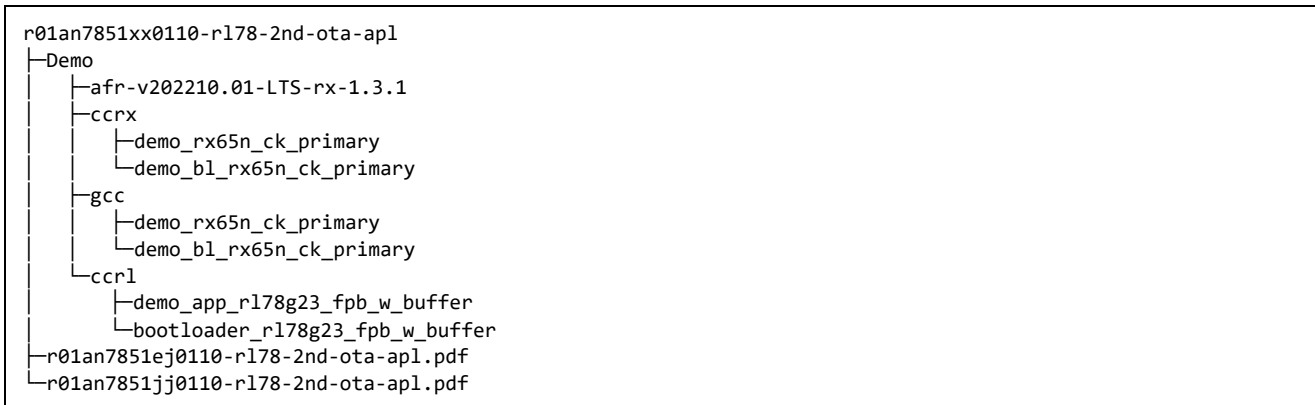 r01an7851xx0110-rl78-2nd-ota-apl
├─Demo
│   ├─afr-v202210.01-LTS-rx-1.3.1
│   ├─ccrx
│   │   ├─demo_rx65n_ck_primary
│   │   └─demo_bl_rx65n_ck_primary
│   ├─gcc
│   │   ├─demo_rx65n_ck_primary
│   │   └─demo_bl_rx65n_ck_primary
│   └─ccrl
│       ├─demo_app_rl78g23_fpb_w_buffer
│       └─bootloader_rl78g23_fpb_w_buffer
├─r01an7851ej0110-rl78-2nd-ota-apl.pdf
└─r01an7851jj0110-rl78-2nd-ota-apl.pdf